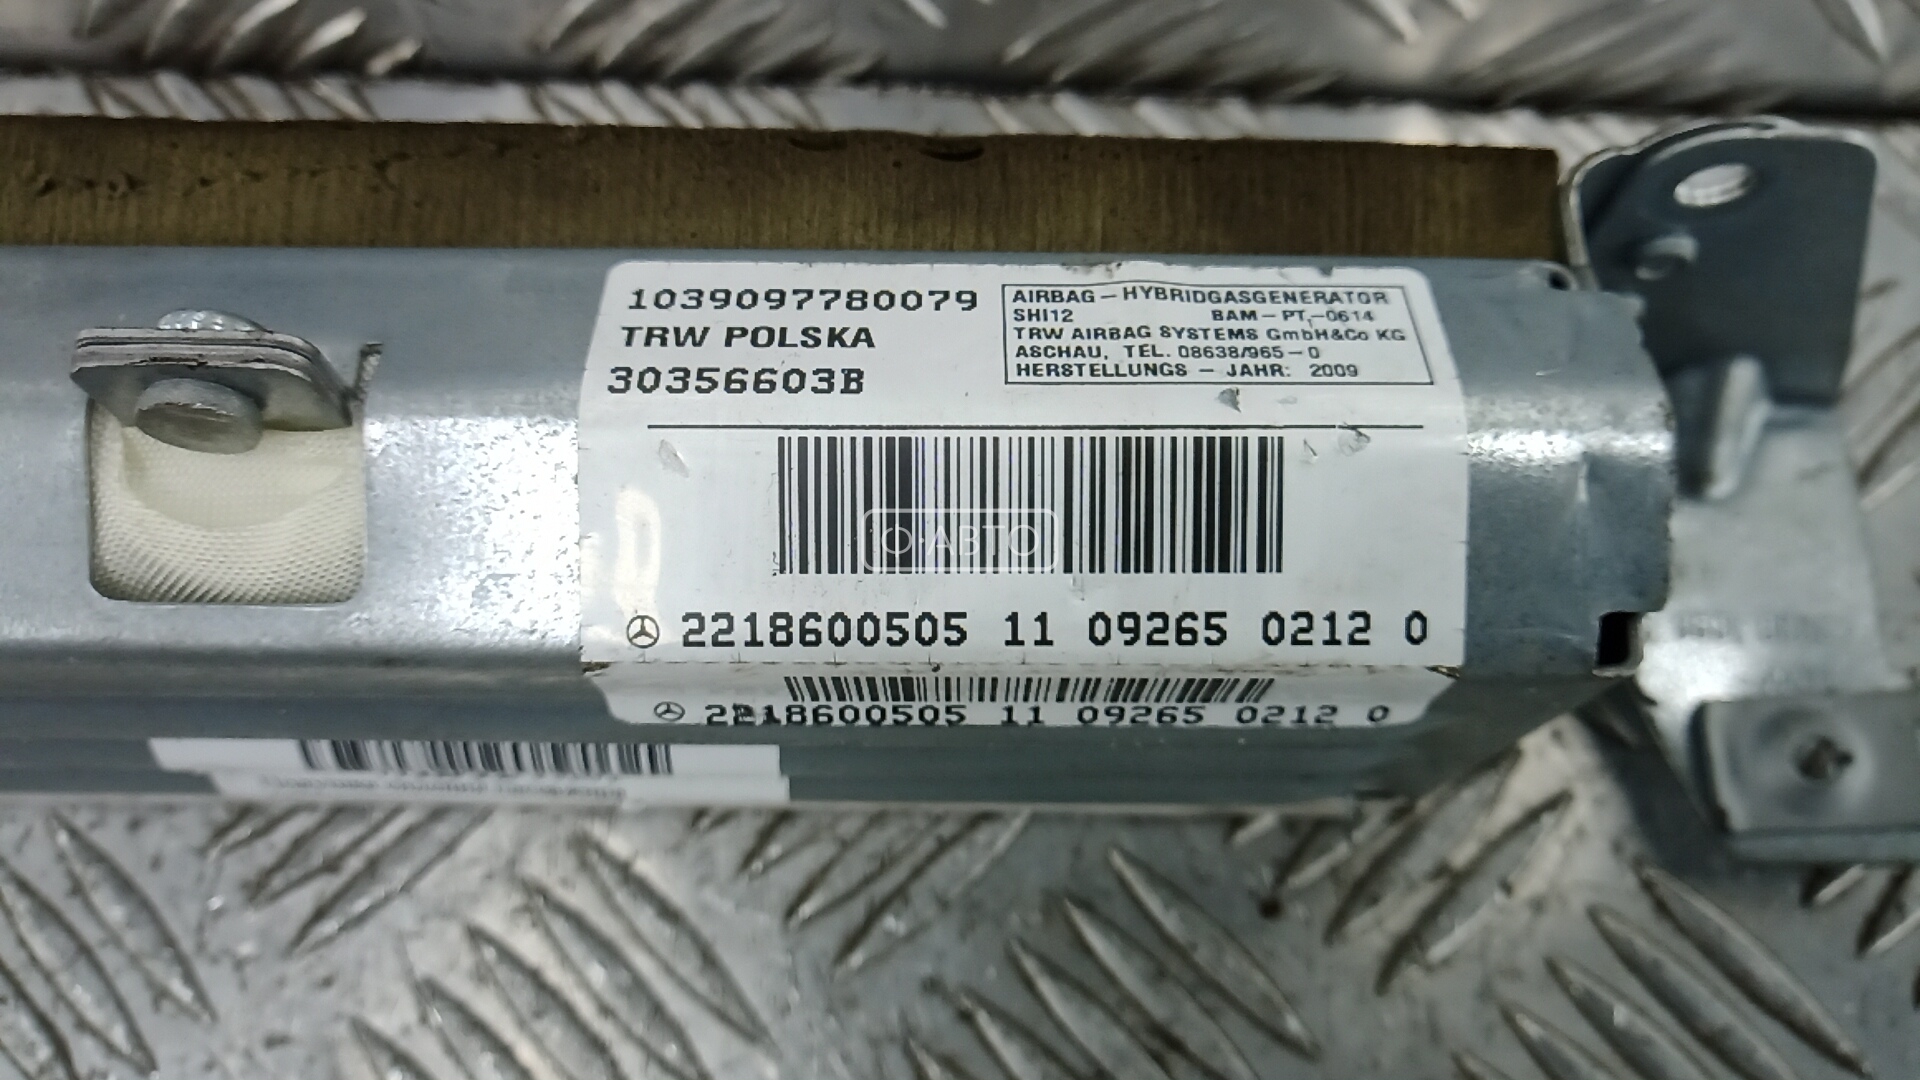 1039097780079
TRW POLSKA
30356603B
AIRBAG-HYBRIDGASGENERATOR
SHI12 BAM-PT,-0614
TRW AIRBAG SYSTEMS GmbH&Co KG
ASCHAU, TEL. 08638/965-0
HERSTELLUNGS - JAHR: 2009
О·АВТО
2218600505 11 09265 0212 0
2218600505 11 09265 0212 0